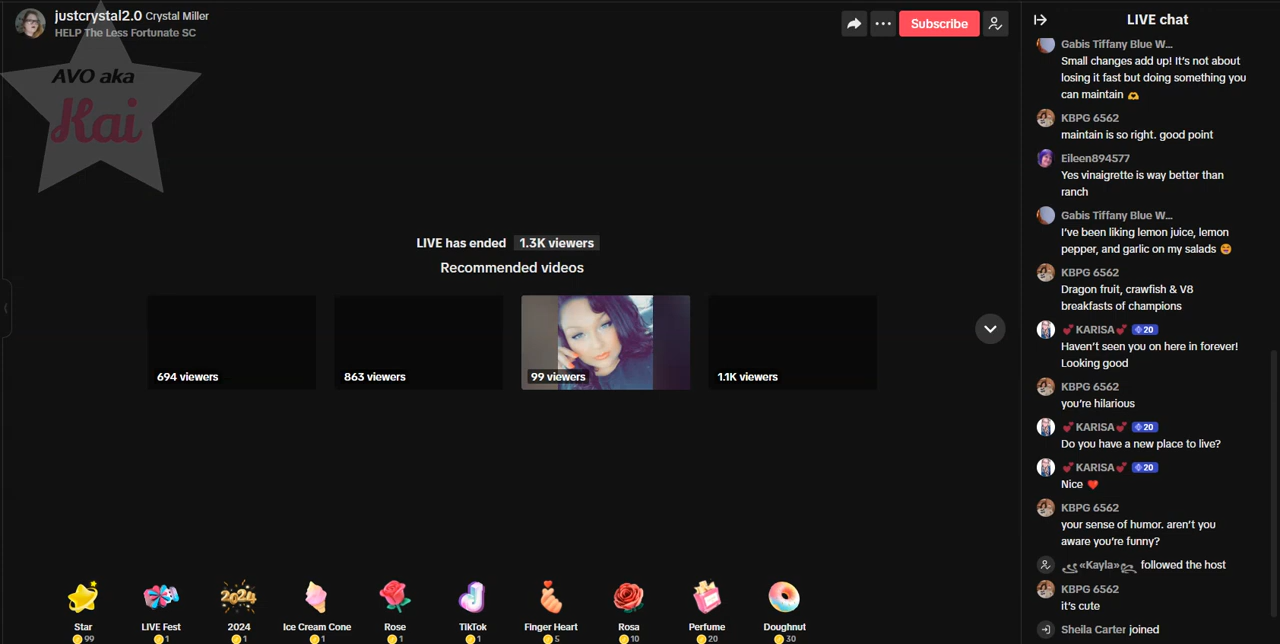 justcrystal2.0 Crystal Miller
HELP The Less Fortunate SC
Subscribe
AVO aka
Kai
LIVE has ended 1.3K viewers
Recommended videos
694 viewers
863 viewers
99 viewers
1.1K viewers
Star
99
LIVE Fest
1
2024
2024
1
Ice Cream Cone
1
Rose
1
TikTok
1
Finger Heart
5
Rosa
10
Perfume
20
Doughnut
30
LIVE chat
Gabis Tiffany Blue W...
Small changes add up! It's not about
losing it fast but doing something you
can maintain 🫶
KBPG 6562
maintain is so right. good point
Eileen894577
Yes vinaigrette is way better than
ranch
Gabis Tiffany Blue W...
I've been liking lemon juice, lemon
pepper, and garlic on my salads 😊
KBPG 6562
Dragon fruit, crawfish & V8
breakfasts of champions
💕 KARISA💕 20
Haven't seen you on here in forever!
Looking good
KBPG 6562
you're hilarious
💕 KARISA💕 20
Do you have a new place to live?
💕 KARISA💕 20
Nice ❤️
KBPG 6562
your sense of humor. aren't you
aware you're funny?
«Kayla» followed the host
KBPG 6562
it's cute
Sheila Carter joined